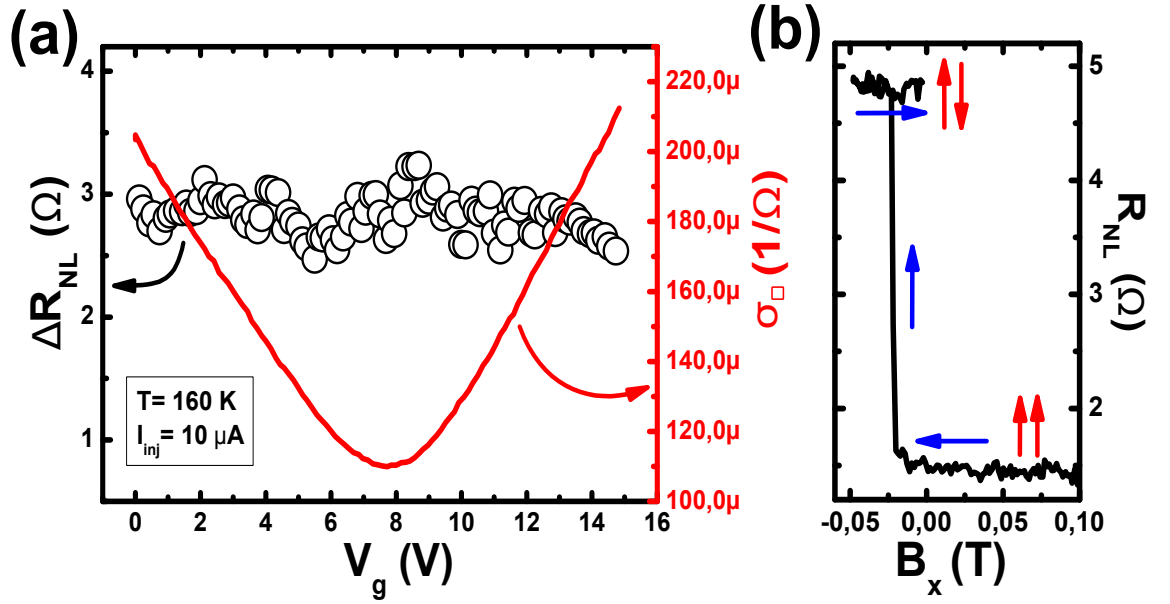 (a)
ΔR_NL (Ω)
4
3
2
1
T= 160 K
I_inj= 10 µA
0 2 4 6 8 10 12 14 16
V_g (V)
220,0µ
200,0µ
180,0µ
160,0µ
140,0µ
120,0µ
100,0µ
σ□ (1/Ω)
(b)
5
4
3
2
R_NL (Ω)
-0,05 0,00 0,05 0,10
B_x (T)